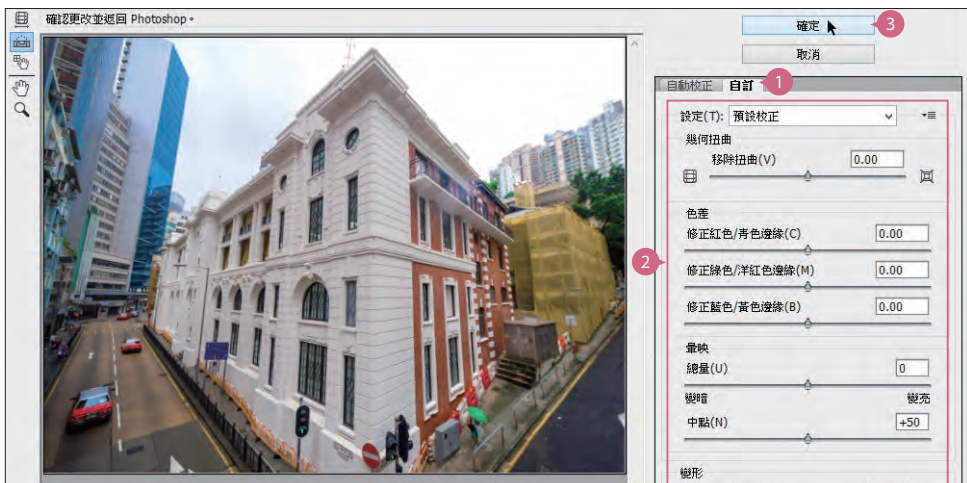 確認更改並返回 Photoshop。
確定
3
取消
自動校正
自訂
1
設定(T):
預設校正
幾何扭曲
移除扭曲(V)
0.00
色差
修正紅色/青色邊緣(C)
0.00
2
修正綠色/洋紅色邊緣(M)
0.00
修正藍色/黃色邊緣(B)
0.00
暈映
總量(U)
0
變暗
變亮
中點(N)
+50
變形